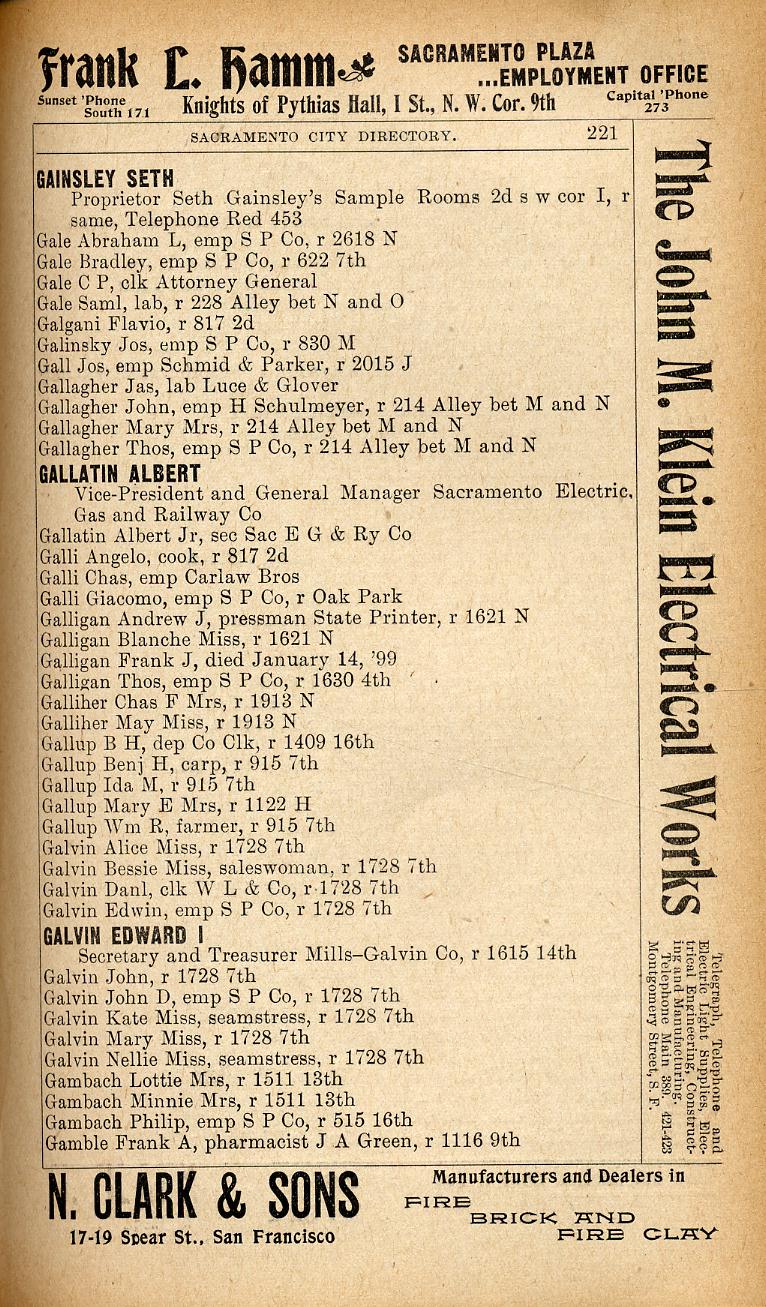 Frank L. Hamm
SACRAMENTO PLAZA
...EMPLOYMENT OFFICE
Sunset 'Phone
South 171
Knights of Pythias Hall, I St., N. W. Cor. 9th
Capital 'Phone
273
SACRAMENTO CITY DIRECTORY. 221
GAINSLEY SETH
Proprietor Seth Gainsley's Sample Rooms 2d s w cor I, r
same, Telephone Red 453
Gale Abraham L, emp S P Co, r 2618 N
Gale Bradley, emp S P Co, r 622 7th
Gale C P, clk Attorney General
Gale Saml, lab, r 228 Alley bet N and O
Galgani Flavio, r 817 2d
Galinsky Jos, emp S P Co, r 830 M
Gall Jos, emp Schmid & Parker, r 2015 J
Gallagher Jas, lab Luce & Glover
Gallagher John, emp H Schulmeyer, r 214 Alley bet M and N
Gallagher Mary Mrs, r 214 Alley bet M and N
Gallagher Thos, emp S P Co, r 214 Alley bet M and N
GALLATIN ALBERT
Vice-President and General Manager Sacramento Electric,
Gas and Railway Co
Gallatin Albert Jr, sec Sac E G & Ry Co
Galli Angelo, cook, r 817 2d
Galli Chas, emp Carlaw Bros
Galli Giacomo, emp S P Co, r Oak Park
Galligan Andrew J, pressman State Printer, r 1621 N
Galligan Blanche Miss, r 1621 N
Galligan Frank J, died January 14, '99
Galligan Thos, emp S P Co, r 1630 4th
Galliher Chas F Mrs, r 1913 N
Galliher May Miss, r 1913 N
Gallup B H, dep Co Clk, r 1409 16th
Gallup Benj H, carp, r 915 7th
Gallup Ida M, r 915 7th
Gallup Mary E Mrs, r 1122 H
Gallup Wm R, farmer, r 915 7th
Galvin Alice Miss, r 1728 7th
Galvin Bessie Miss, saleswoman, r 1728 7th
Galvin Danl, clk W L & Co, r 1728 7th
Galvin Edwin, emp S P Co, r 1728 7th
GALVIN EDWARD I
Secretary and Treasurer Mills-Galvin Co, r 1615 14th
Galvin John, r 1728 7th
Galvin John D, emp S P Co, r 1728 7th
Galvin Kate Miss, seamstress, r 1728 7th
Galvin Mary Miss, r 1728 7th
Galvin Nellie Miss, seamstress, r 1728 7th
Gambach Lottie Mrs, r 1511 13th
Gambach Minnie Mrs, r 1511 13th
Gambach Philip, emp S P Co, r 515 16th
Gamble Frank A, pharmacist J A Green, r 1116 9th
The John M. Klein Electrical Works
Telegraph, Telephone and
Electric Light Supplies, Elec-
trical Engineering, Construct-
ing and Manufacturing.
Telephone Main 389. 421-423
Montgomery Street, S. F.
N. CLARK & SONS
17-19 Spear St., San Francisco
Manufacturers and Dealers in
FIRE
BRICK AND
FIRE CLAY